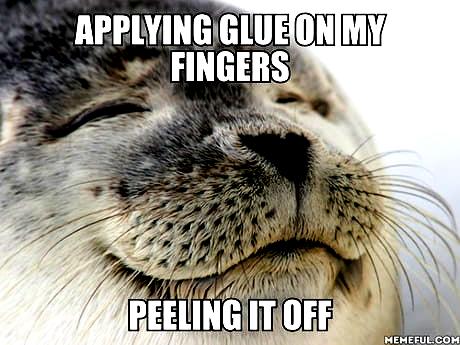 APPLYING GLUE ON MY
FINGERS
PEELING IT OFF
MEMEFUL.COM